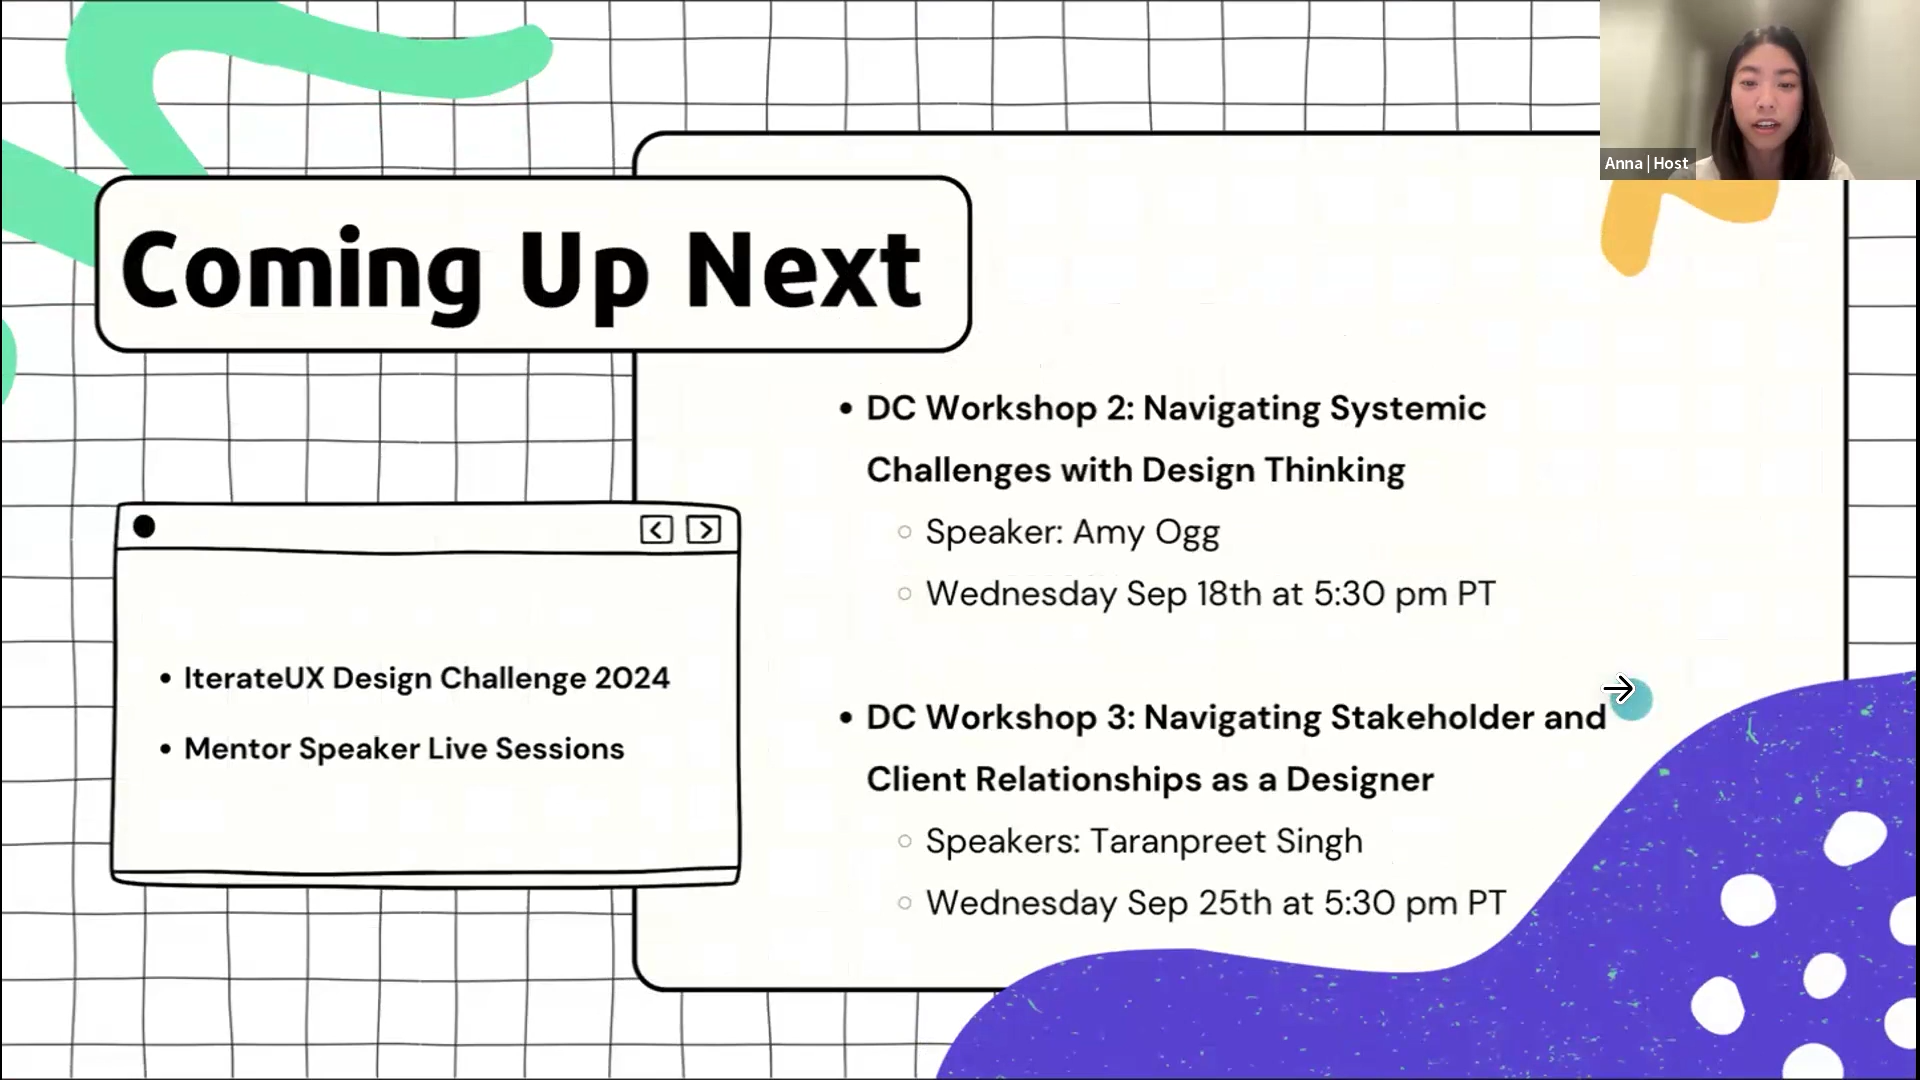 Anna | Host
Coming Up Next
IterateUX Design Challenge 2024
Mentor Speaker Live Sessions
DC Workshop 2: Navigating Systemic
Challenges with Design Thinking
Speaker: Amy Ogg
Wednesday Sep 18th at 5:30 pm PT
DC Workshop 3: Navigating Stakeholder and
Client Relationships as a Designer
Speakers: Taranpreet Singh
Wednesday Sep 25th at 5:30 pm PT